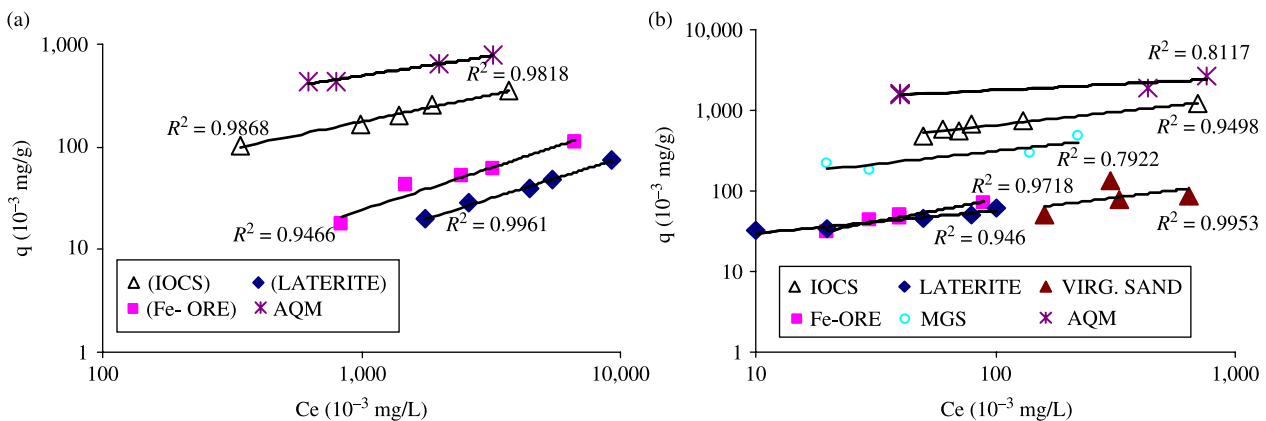 (a)
1,000
100
10
1
q (10⁻³ mg/g)
R² = 0.9818
R² = 0.9868
R² = 0.9466
R² = 0.9961
(IOCS)
(LATERITE)
(Fe- ORE)
AQM
100
1,000
10,000
Ce (10⁻³ mg/L)
(b)
10,000
1,000
100
10
1
q (10⁻³ mg/g)
R² = 0.8117
R² = 0.9498
R² = 0.7922
R² = 0.9718
R² = 0.946
R² = 0.9953
IOCS
LATERITE
VIRG. SAND
Fe-ORE
MGS
AQM
10
100
1,000
Ce (10⁻³ mg/L)